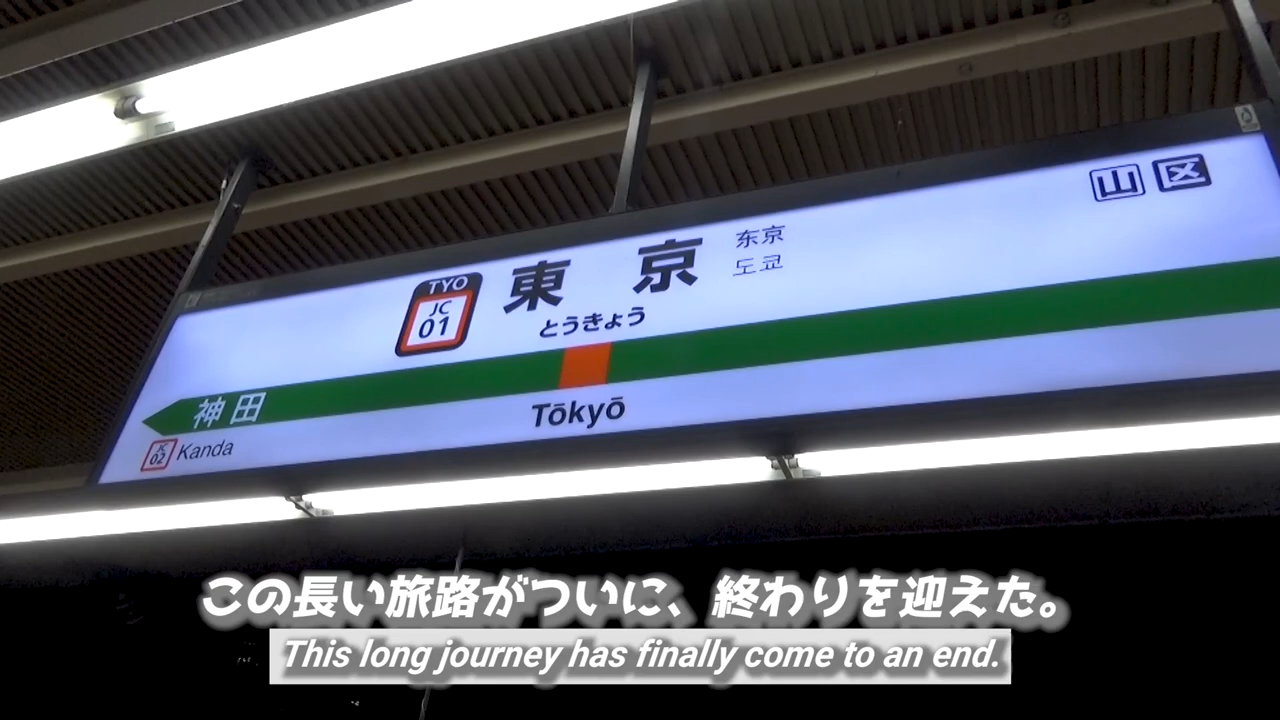 山 区
TYO
JC
01
東京
东京
도쿄
とうきょう
神田
Tōkyō
JC
02
Kanda
この長い旅路がついに、終わりを迎えた。
This long journey has finally come to an end.